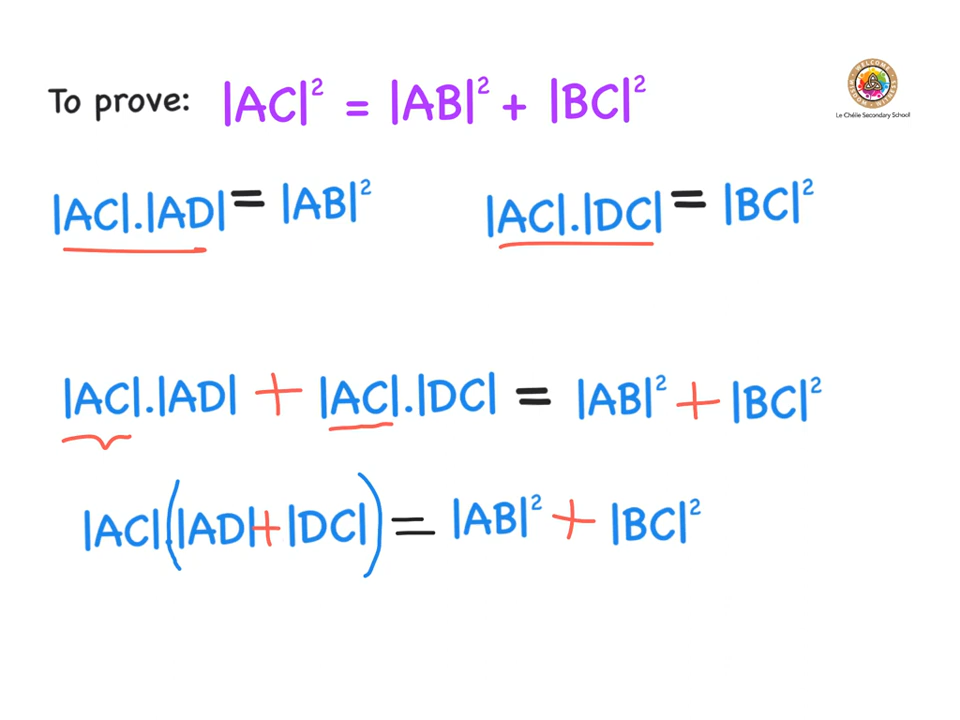 To prove: |AC|² = |AB|² + |BC|²
WELCOME
Le Chéile Secondary School
|AC|.|AD| = |AB|²
|AC|.|DC| = |BC|²
|AC|.|AD| + |AC|.|DC| = |AB|² + |BC|²
|AC|.(|AD|+|DC|) = |AB|² + |BC|²